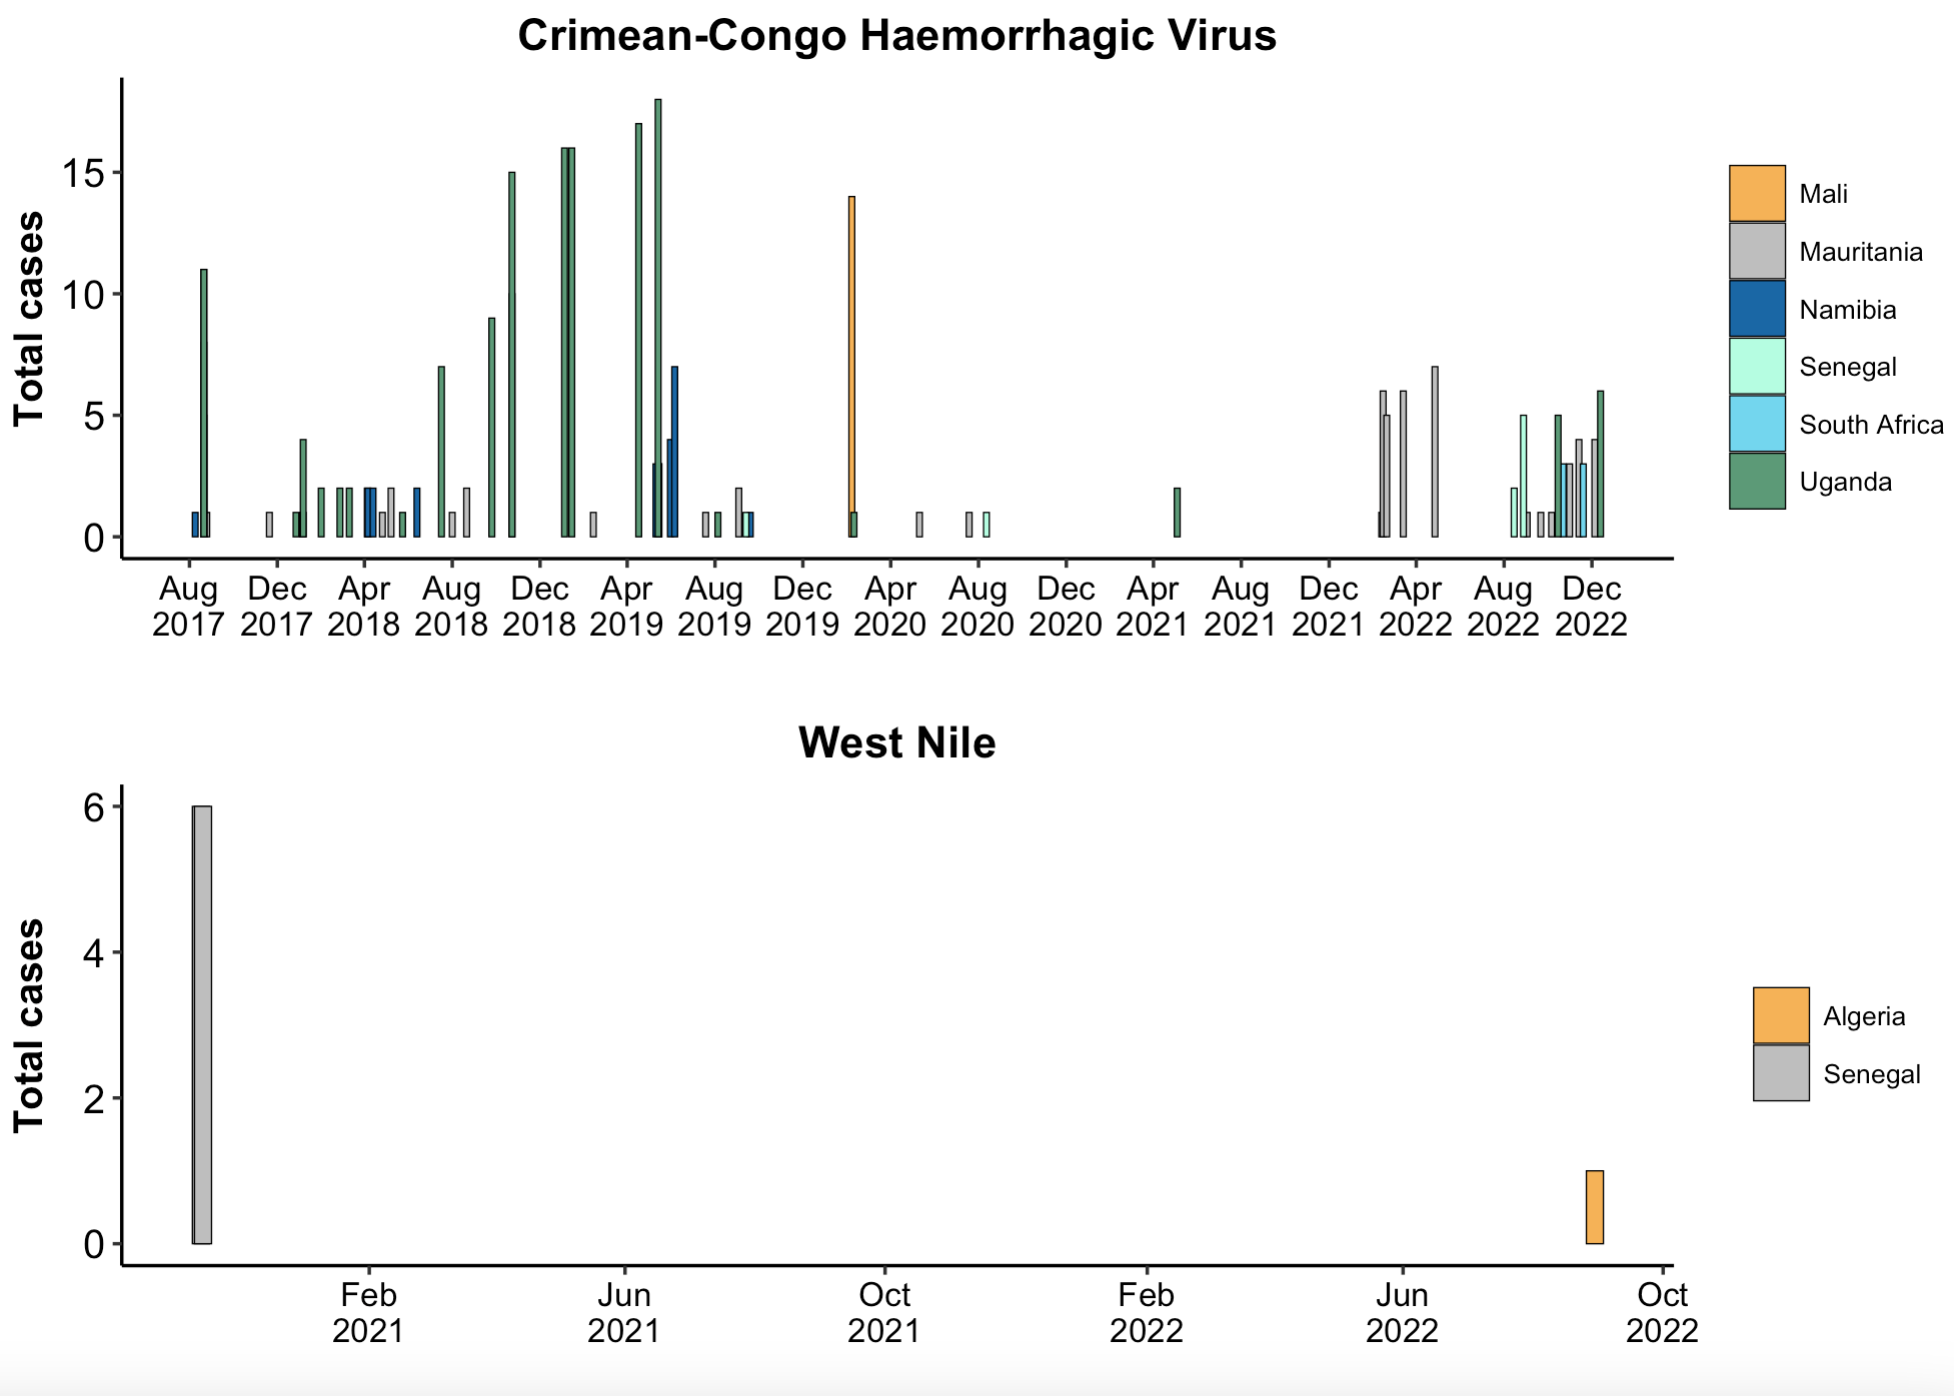 Crimean-Congo Haemorrhagic Virus
Total cases
15
10
5
0
Aug Dec Apr Aug Dec Apr Aug Dec Apr Aug Dec Apr Aug Dec Apr Aug Dec
2017 2017 2018 2018 2018 2019 2019 2019 2020 2020 2020 2021 2021 2021 2022 2022 2022
Mali
Mauritania
Namibia
Senegal
South Africa
Uganda
West Nile
Total cases
6
4
2
0
Feb Jun Oct Feb Jun Oct
2021 2021 2021 2022 2022 2022
Algeria
Senegal